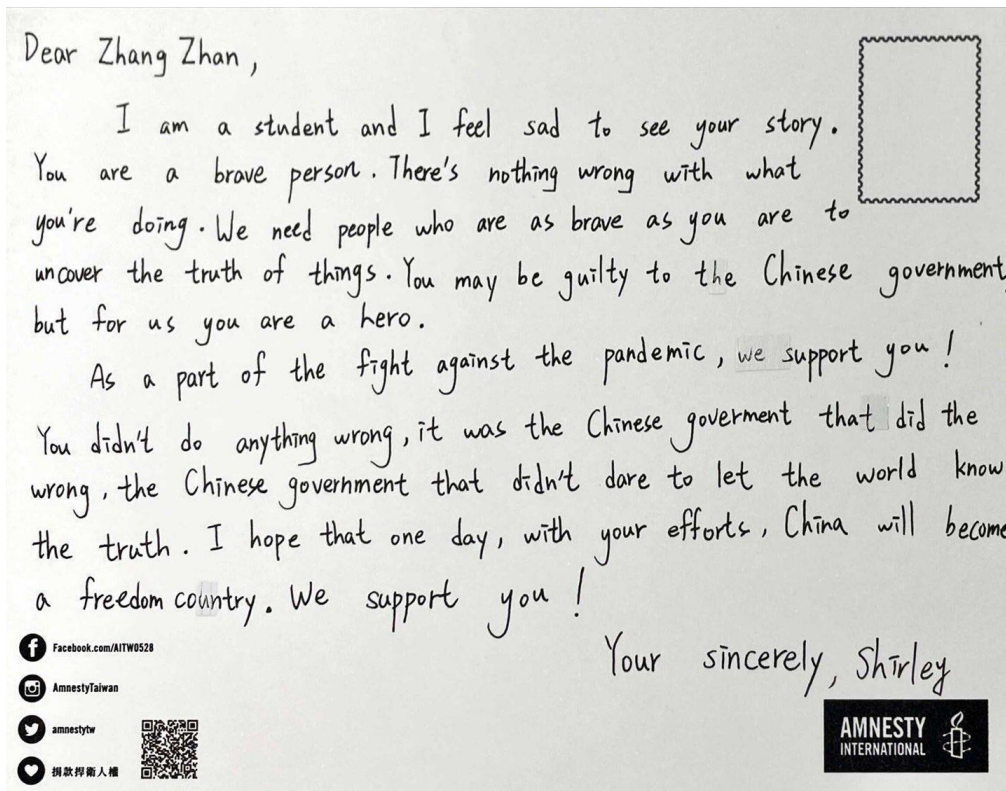 Dear Zhang Zhan,
I am a student and I feel sad to see your story.
You are a brave person. There's nothing wrong with what
you're doing. We need people who are as brave as you are to
uncover the truth of things. You may be guilty to the Chinese government,
but for us you are a hero.
As a part of the fight against the pandemic, we support you!
You didn't do anything wrong, it was the Chinese goverment that did the
wrong, the Chinese government that didn't dare to let the world know
the truth. I hope that one day, with your efforts, China will become
a freedom country. We support you!
Your sincerely, Shirley
Facebook.com/AITW0528
AmnestyTaiwan
amnestytw
捐款捍衛人權
AMNESTY
INTERNATIONAL